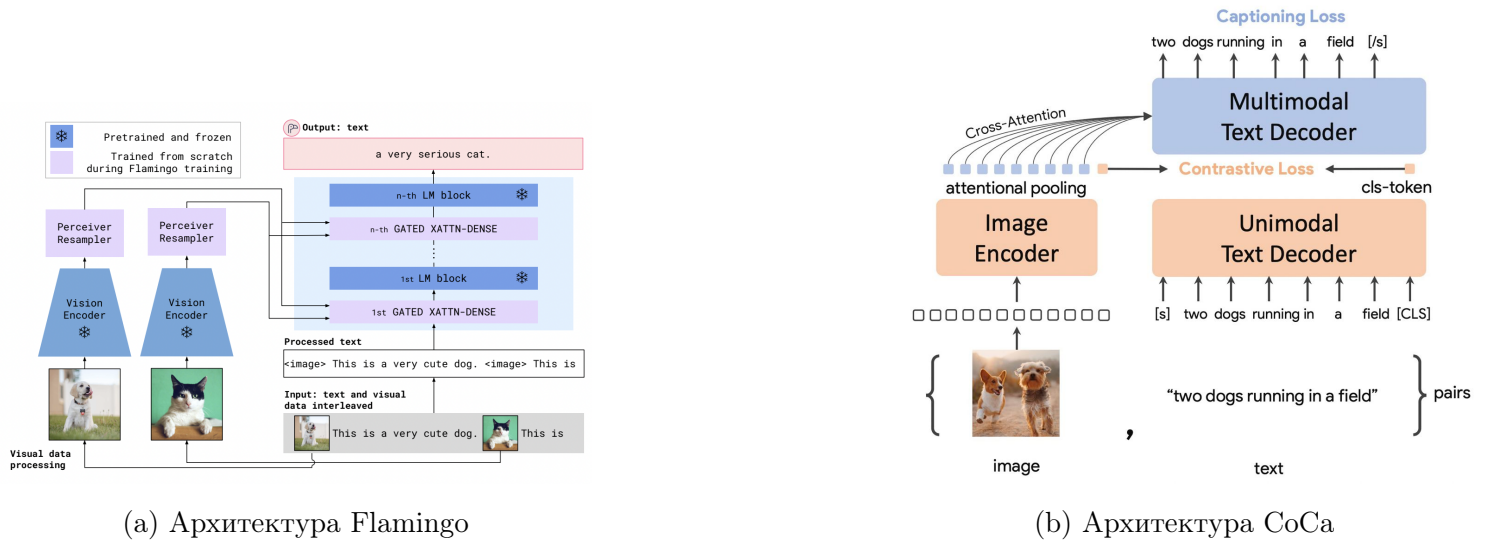 Pretrained and frozen
Trained from scratch
during Flamingo training
Output: text
a very serious cat.
n-th LM block
n-th GATED XATTN-DENSE
1st LM block
1st GATED XATTN-DENSE
Perceiver
Resampler
Perceiver
Resampler
Vision
Encoder
Vision
Encoder
Processed text
<image> This is a very cute dog. <image> This is
Input: text and visual
data interleaved
This is a very cute dog.
This is
Visual data
processing
(a) Архитектура Flamingo
Captioning Loss
two dogs running in a field [/s]
Multimodal
Text Decoder
Cross-Attention
attentional pooling
Contrastive Loss
cls-token
Image
Encoder
Unimodal
Text Decoder
[s] two dogs running in a field [CLS]
“two dogs running in a field”
pairs
,
image
text
(b) Архитектура CoCa